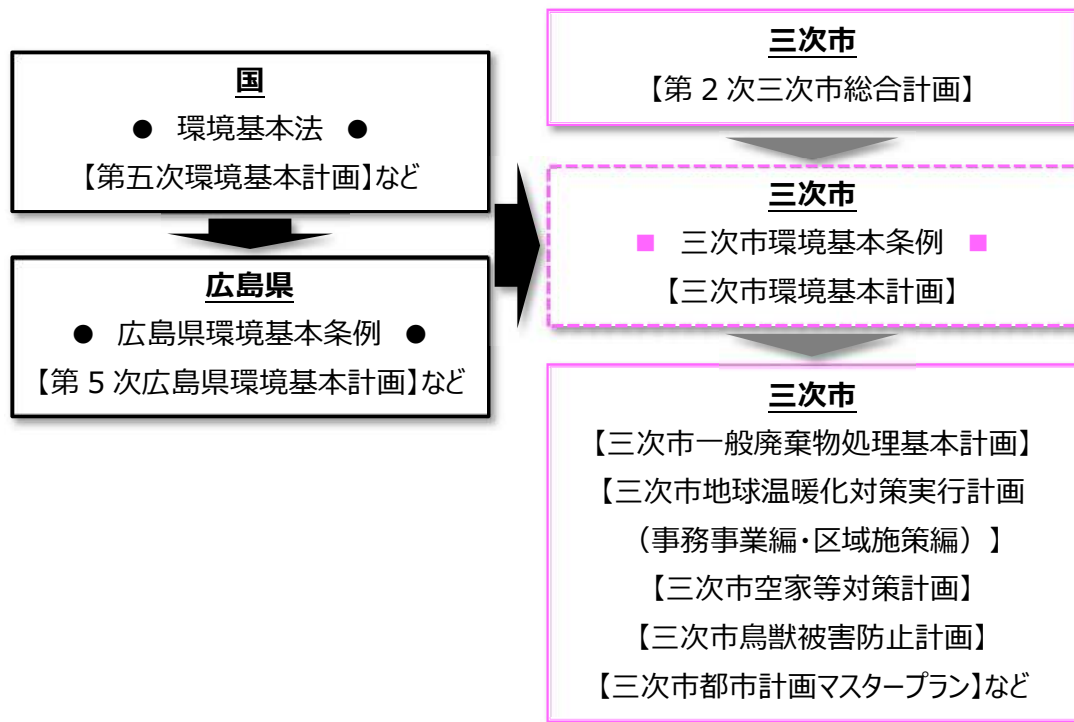 国
● 環境基本法 ●
【第五次環境基本計画】など
広島県
● 広島県環境基本条例 ●
【第 5 次広島県環境基本計画】など
三次市
【第 2 次三次市総合計画】
三次市
■ 三次市環境基本条例 ■
【三次市環境基本計画】
三次市
【三次市一般廃棄物処理基本計画】
【三次市地球温暖化対策実行計画
（事務事業編・区域施策編）】
【三次市空家等対策計画】
【三次市鳥獣被害防止計画】
【三次市都市計画マスタープラン】など